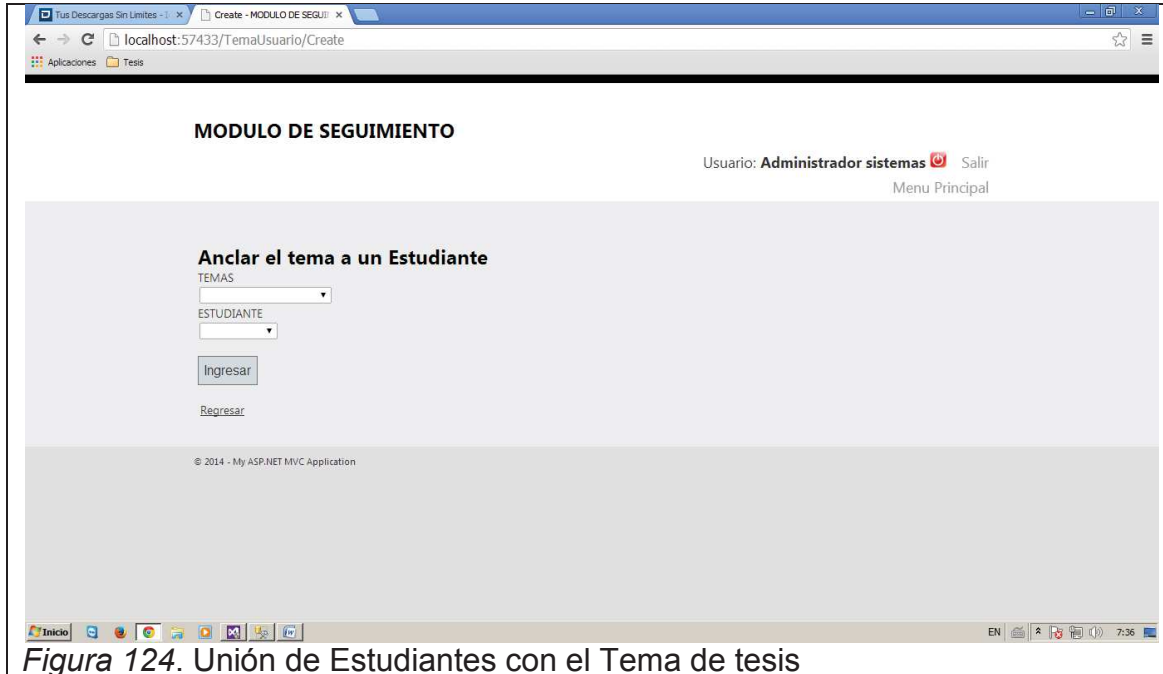 Tus Descargas Sin Limites -
Create - MODULO DE SEGUI
localhost:57433/TemaUsuario/Create
Aplicaciones Tesis
MODULO DE SEGUIMIENTO
Usuario: Administrador sistemas Salir
Menu Principal
Anclar el tema a un Estudiante
TEMAS
ESTUDIANTE
Ingresar
Regresar
© 2014 - My ASP.NET MVC Application
Inicio
EN
7:36
Figura 124. Unión de Estudiantes con el Tema de tesis